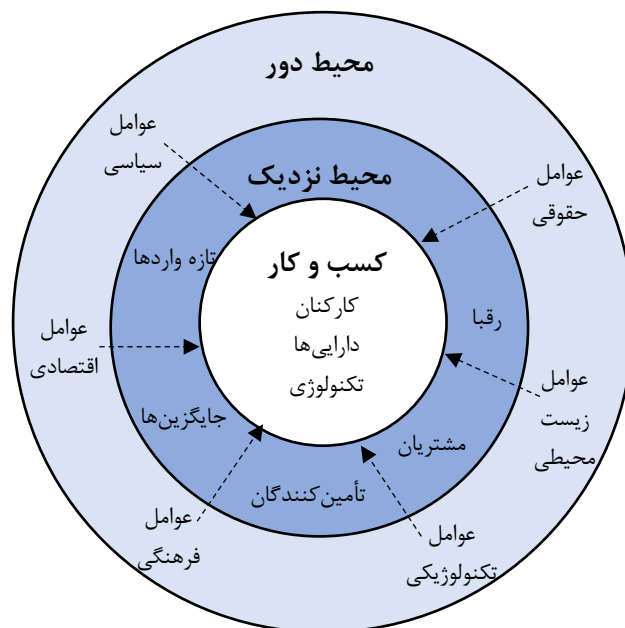 محیط دور
عوامل
سیاسی
عوامل
حقوقی
محیط نزدیک
تازه واردها
کسب و کار
کارکنان
دارایی‌ها
تکنولوژی
رقبا
عوامل
اقتصادی
عوامل
زیست
محیطی
جایگزین‌ها
مشتریان
تأمین‌کنندگان
عوامل
فرهنگی
عوامل
تکنولوژیکی